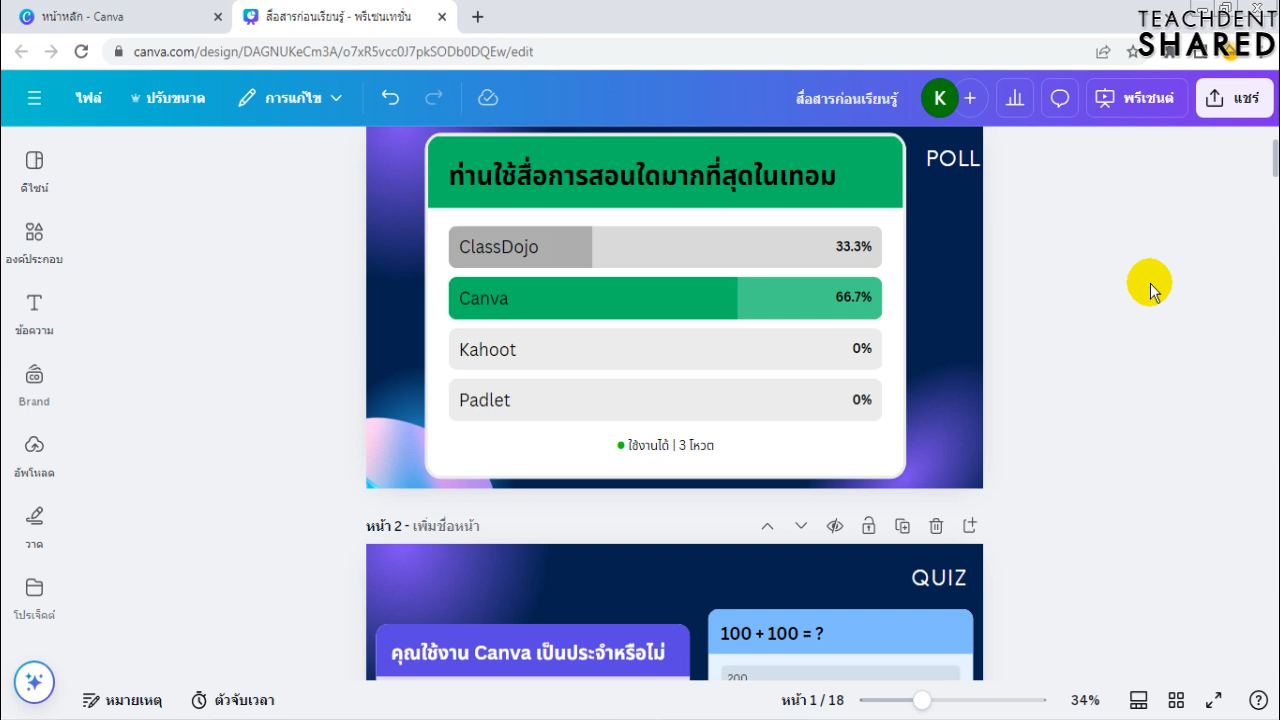 หน้าหลัก - Canva
สื่อสารก่อนเรียนรู้ - พรีเซนเทชั่น
TEACHDENT
SHARED
canva.com/design/DAGNUKeCm3A/o7xR5vcc0J7pkSODb0DQEw/edit
ไฟล์
ปรับขนาด
การแก้ไข
สื่อสารก่อนเรียนรู้
K
พรีเซนต์
แชร์
ดีไซน์
องค์ประกอบ
ข้อความ
Brand
อัพโหลด
วาด
โปรเจ็คต์
POLL
ท่านใช้สื่อการสอนใดมากที่สุดในเทอม
ClassDojo 33.3%
Canva 66.7%
Kahoot 0%
Padlet 0%
ใช้งานได้ | 3 โหวต
หน้า 2 - เพิ่มชื่อหน้า
QUIZ
คุณใช้งาน Canva เป็นประจำหรือไม่
100 + 100 = ?
200
หมายเหตุ
ตัวจับเวลา
หน้า 1 / 18
34%